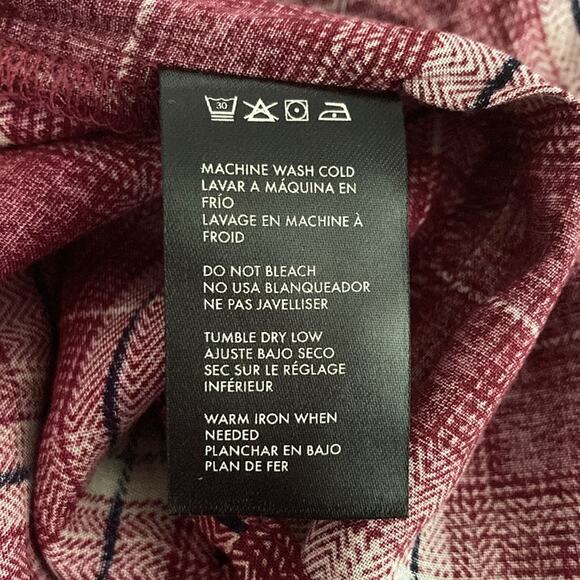 30
MACHINE WASH COLD
LAVAR A MÁQUINA EN
FRÍO
LAVAGE EN MACHINE À
FROID
DO NOT BLEACH
NO USA BLANQUEADOR
NE PAS JAVELLISER
TUMBLE DRY LOW
AJUSTE BAJO SECO
SEC SUR LE RÉGLAGE
INFÉRIEUR
WARM IRON WHEN
NEEDED
PLANCHAR EN BAJO
PLAN DE FER